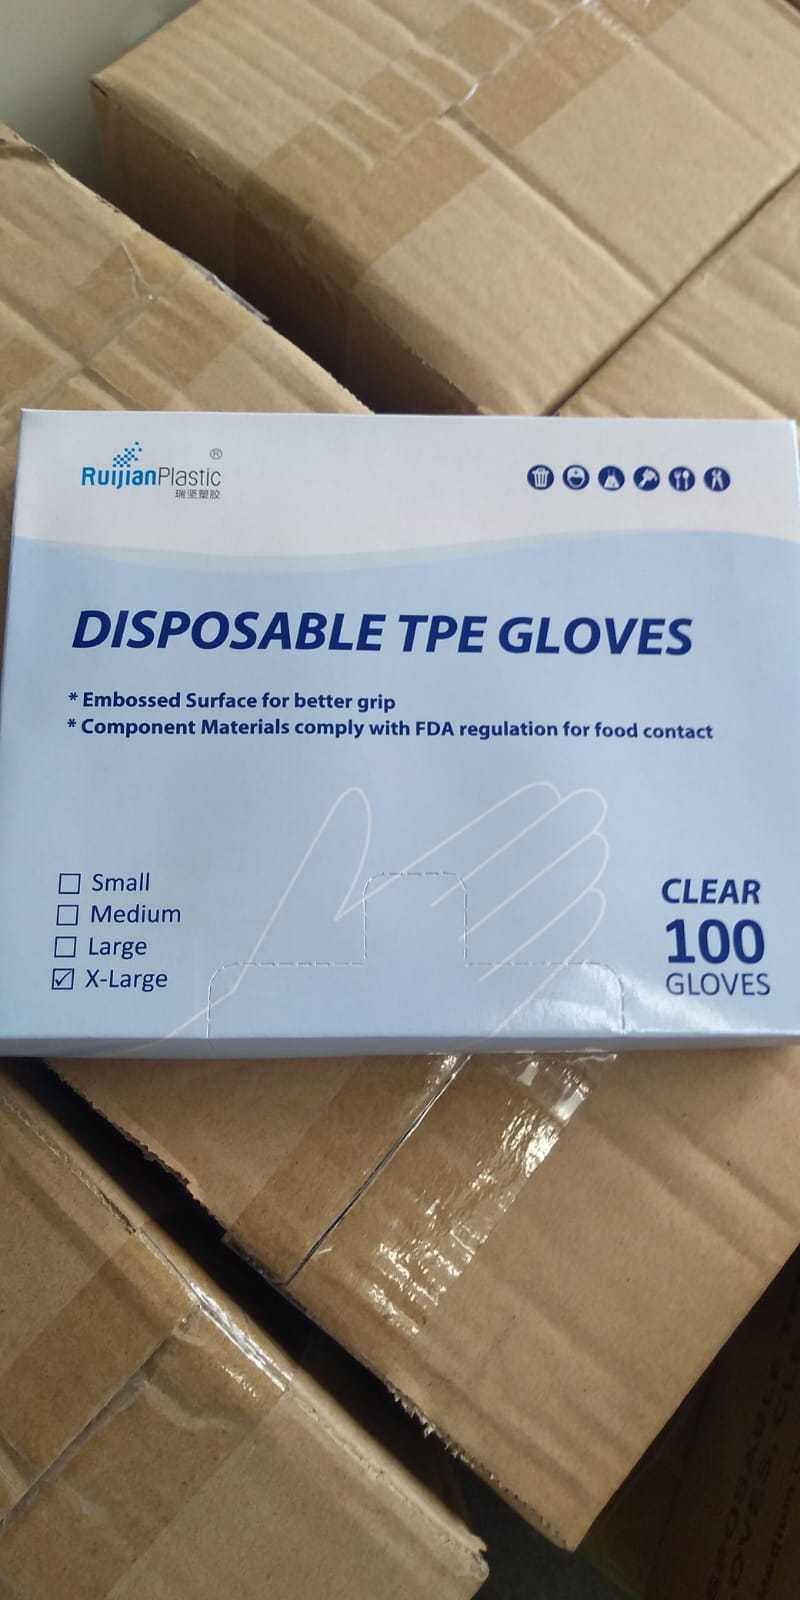 RuijianPlastic ®
瑞坚塑胶
DISPOSABLE TPE GLOVES
* Embossed Surface for better grip
* Component Materials comply with FDA regulation for food contact
Small
Medium
Large
X-Large
CLEAR
100
GLOVES